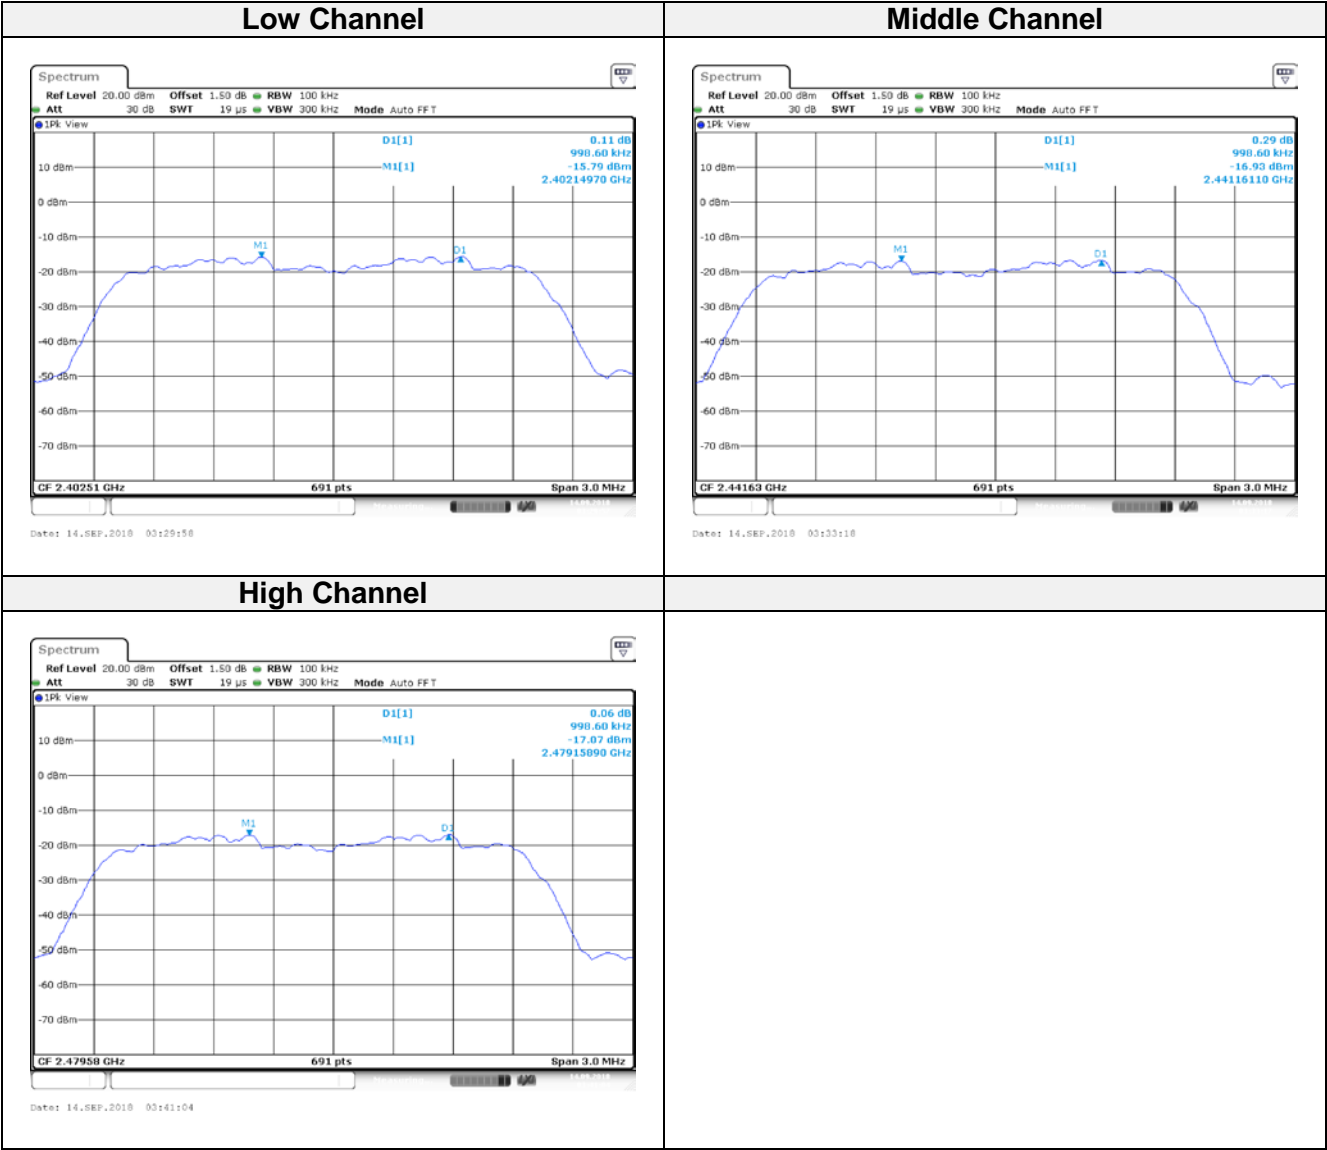 Low Channel
Middle Channel
Spectrum
Ref Level 20.00 dBm Offset 1.50 dB RBW 100 kHz
Att 30 dB SWT 19 µs VBW 300 kHz Mode Auto FFT
1Pk View
D1[1] 0.11 dB
998.60 kHz
M1[1] -15.79 dBm
2.40214970 GHz
10 dBm
0 dBm
-10 dBm
M1
D1
-20 dBm
-30 dBm
-40 dBm
-50 dBm
-60 dBm
-70 dBm
CF 2.40251 GHz 691 pts Span 3.0 MHz
Date: 14.SEP.2018 03:29:58
Spectrum
Ref Level 20.00 dBm Offset 1.50 dB RBW 100 kHz
Att 30 dB SWT 19 µs VBW 300 kHz Mode Auto FFT
1Pk View
D1[1] 0.29 dB
998.60 kHz
M1[1] -16.93 dBm
2.44116110 GHz
10 dBm
0 dBm
-10 dBm
M1
D1
-20 dBm
-30 dBm
-40 dBm
-50 dBm
-60 dBm
-70 dBm
CF 2.44163 GHz 691 pts Span 3.0 MHz
Date: 14.SEP.2018 03:33:18
High Channel
Spectrum
Ref Level 20.00 dBm Offset 1.50 dB RBW 100 kHz
Att 30 dB SWT 19 µs VBW 300 kHz Mode Auto FFT
1Pk View
D1[1] 0.06 dB
998.60 kHz
M1[1] -17.07 dBm
2.47915890 GHz
10 dBm
0 dBm
-10 dBm
M1
D1
-20 dBm
-30 dBm
-40 dBm
-50 dBm
-60 dBm
-70 dBm
CF 2.47958 GHz 691 pts Span 3.0 MHz
Date: 14.SEP.2018 03:41:04